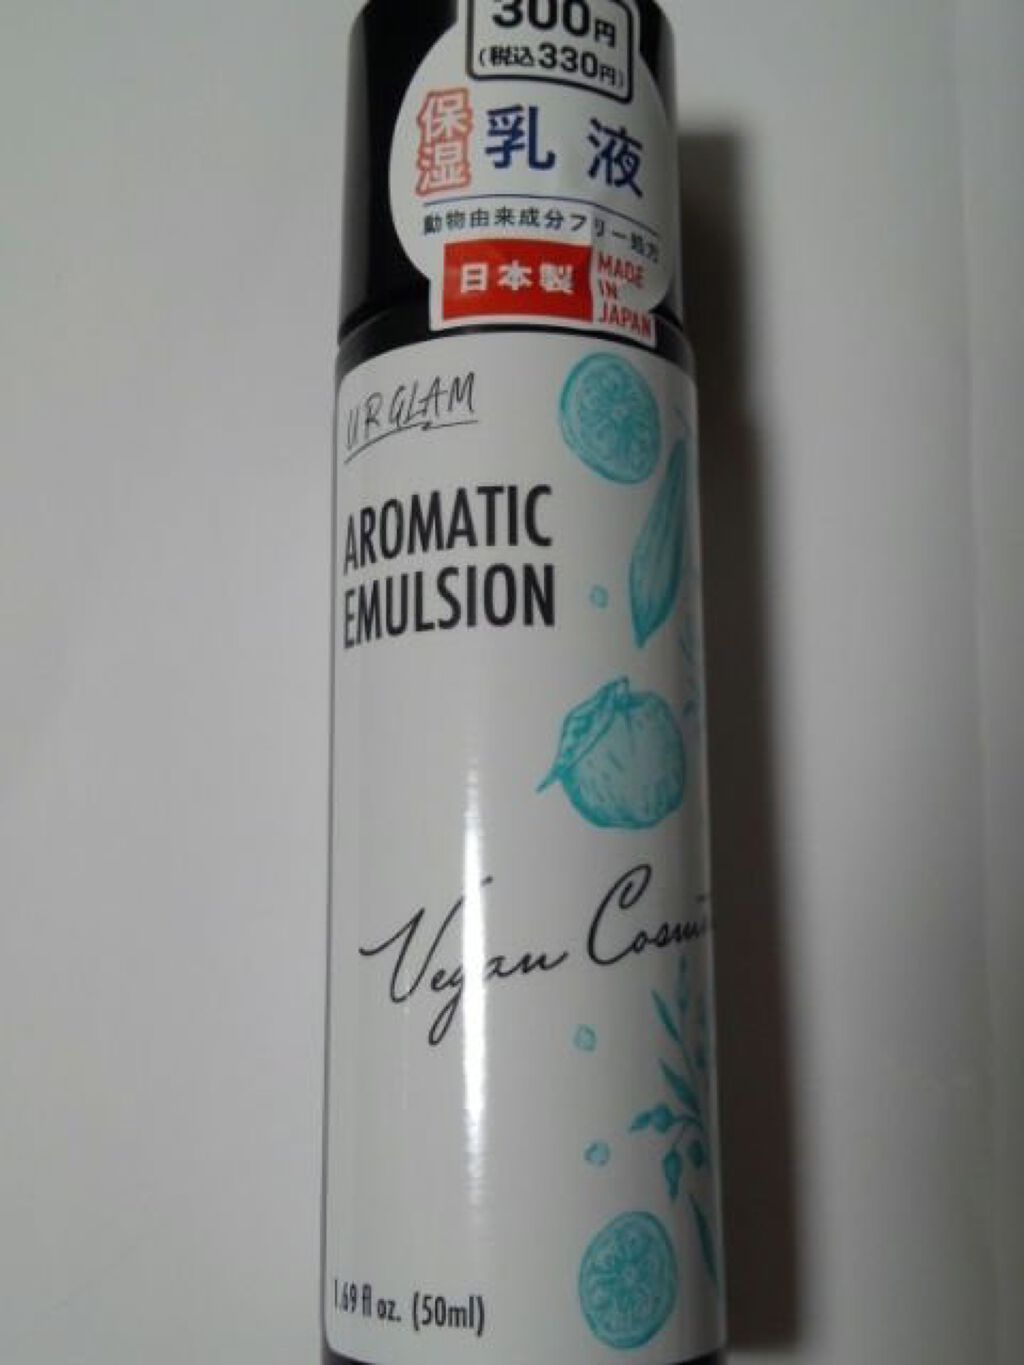 300円
(税込330円)
保湿
乳液
動物由来成分フリー処方
日本製
MADE
IN
JAPAN
UR GLAM
AROMATIC
EMULSION
Vegan
1.69 fl oz. (50ml)